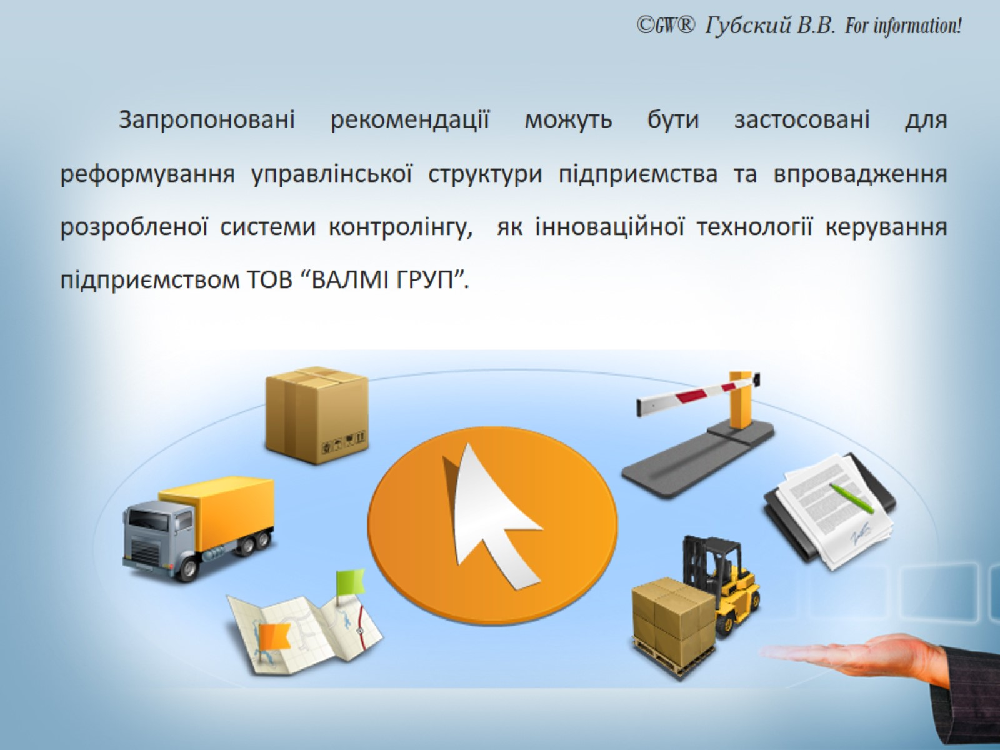 ©GW® Губский В.В. For information!
Запропоновані рекомендації можуть бути застосовані для
реформування управлінської структури підприємства та впровадження
розробленої системи контролінгу, як інноваційної технології керування
підприємством ТОВ “ВАЛМІ ГРУП”.